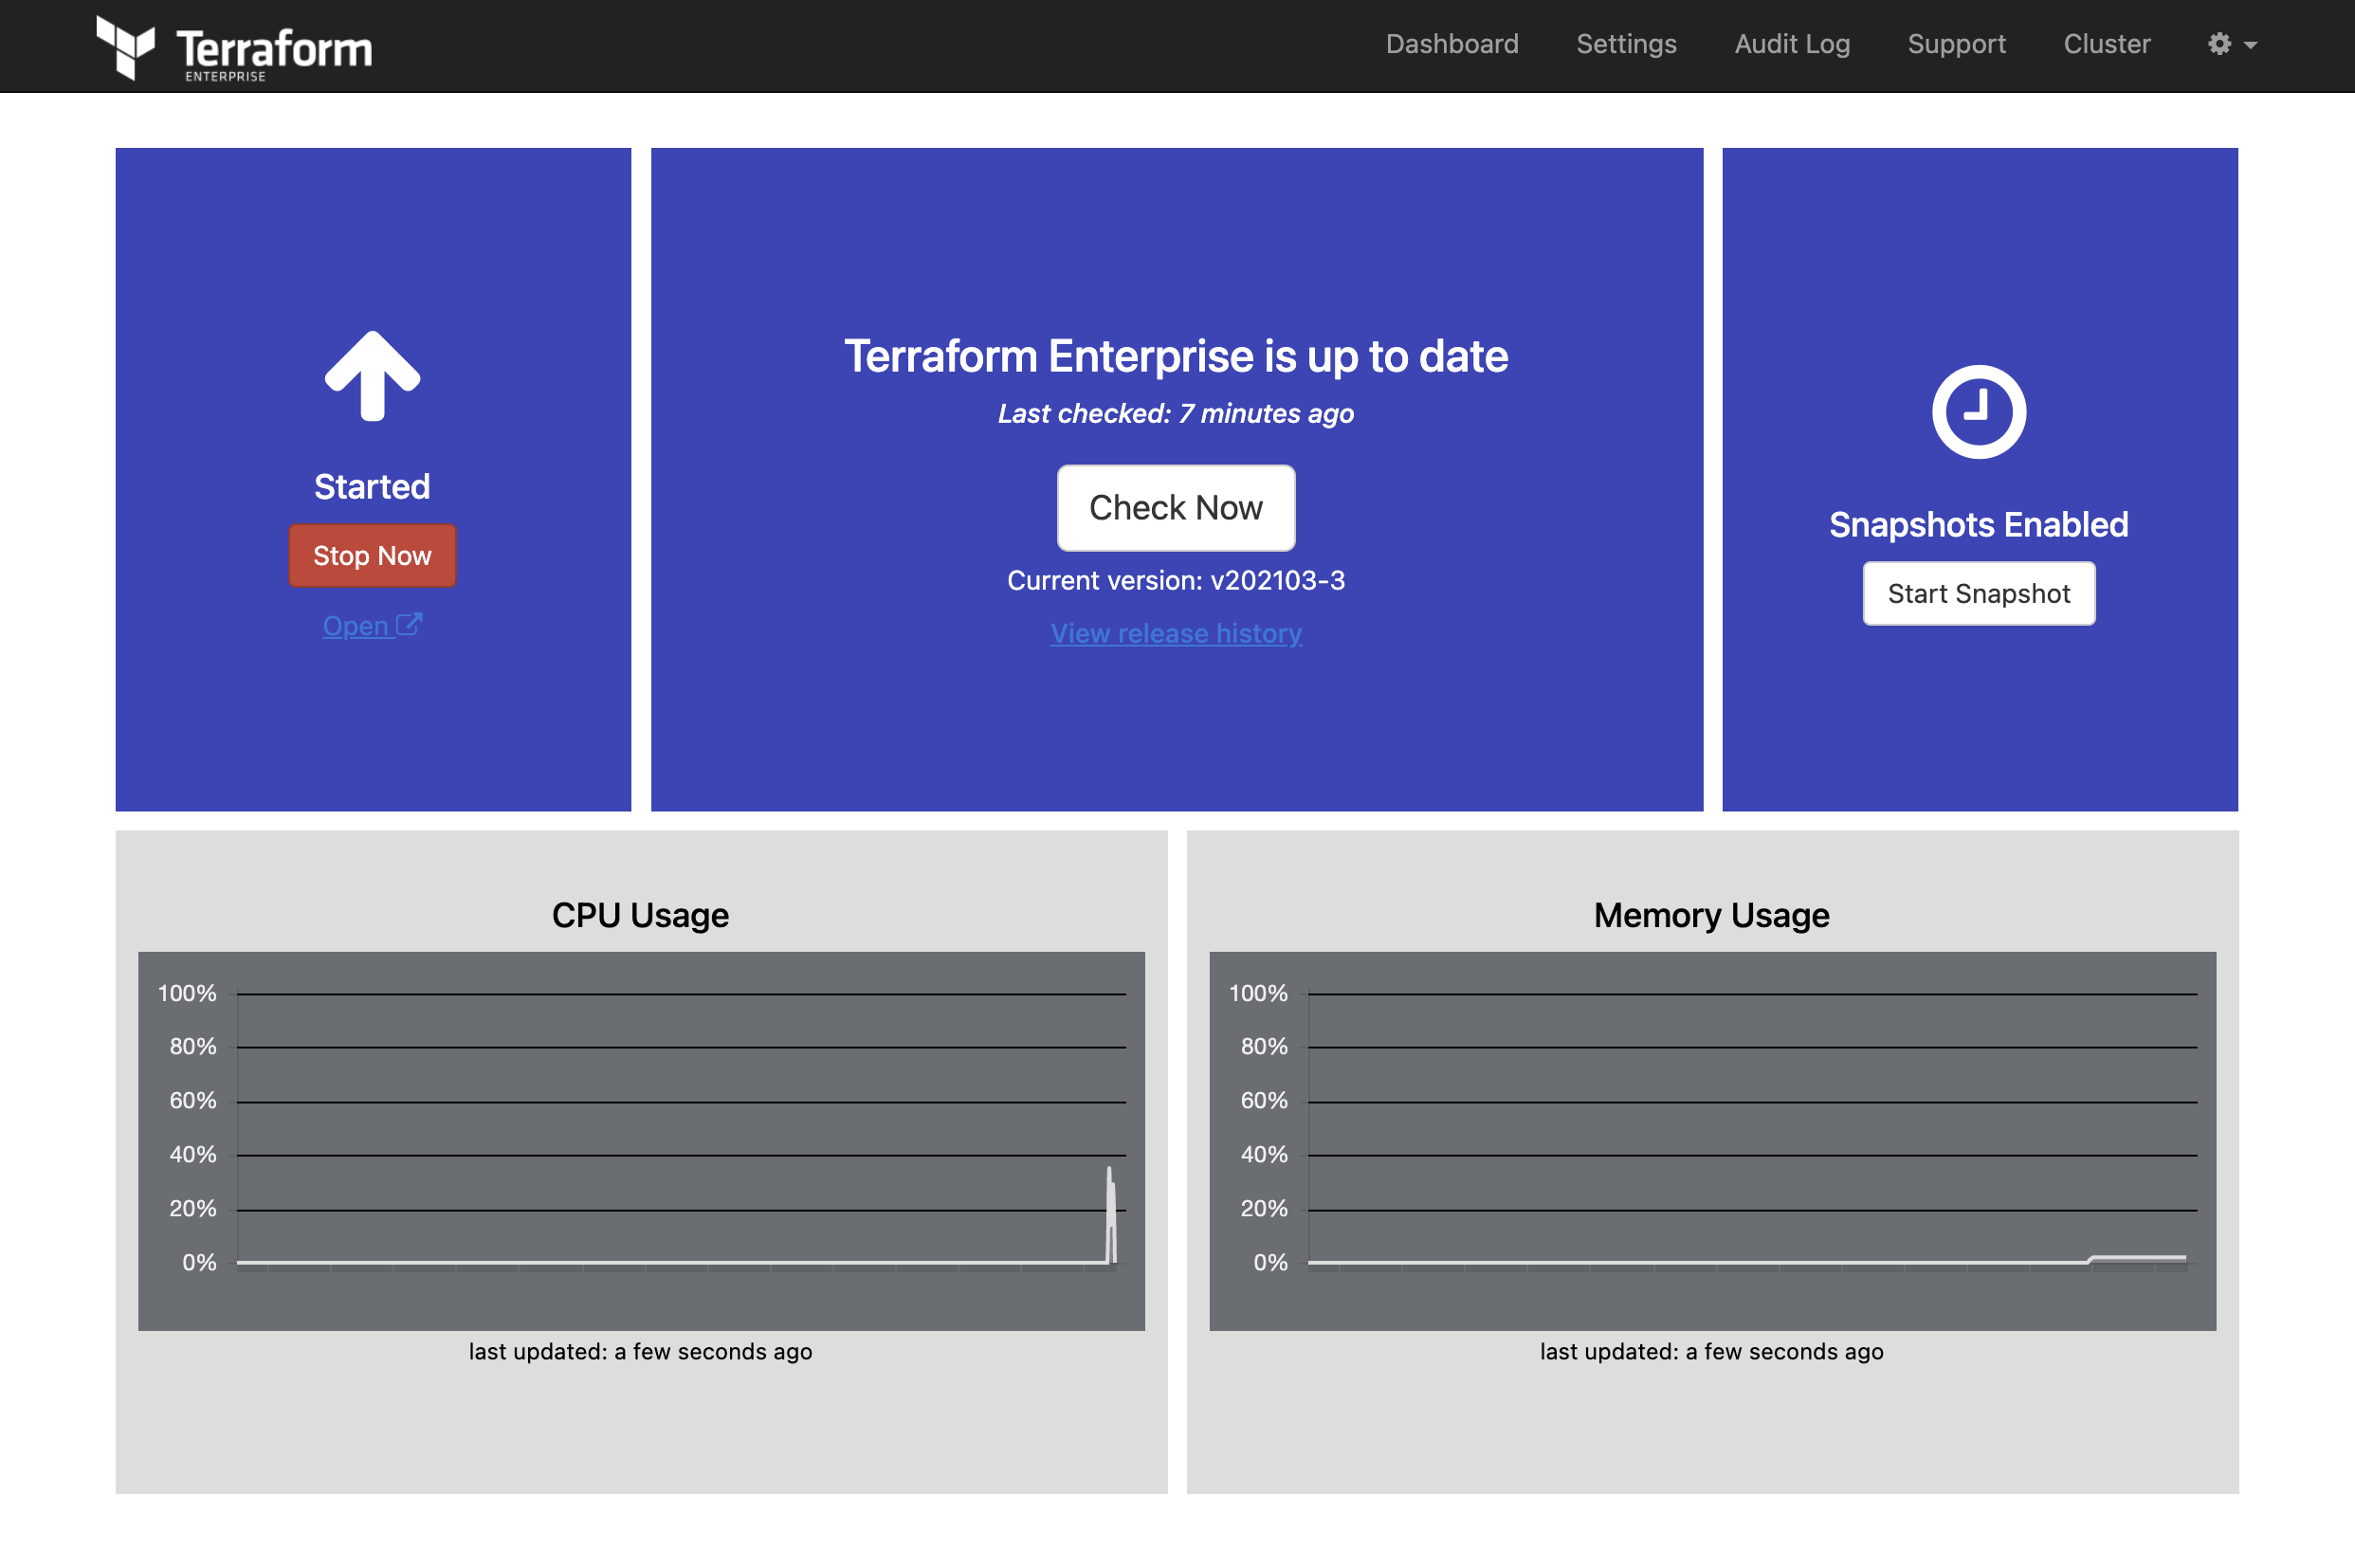 Terraform
ENTERPRISE
Dashboard Settings Audit Log Support Cluster
Started
Stop Now
Open
Terraform Enterprise is up to date
Last checked: 7 minutes ago
Check Now
Current version: v202103-3
View release history
Snapshots Enabled
Start Snapshot
CPU Usage
100%
80%
60%
40%
20%
0%
last updated: a few seconds ago
Memory Usage
100%
80%
60%
40%
20%
0%
last updated: a few seconds ago